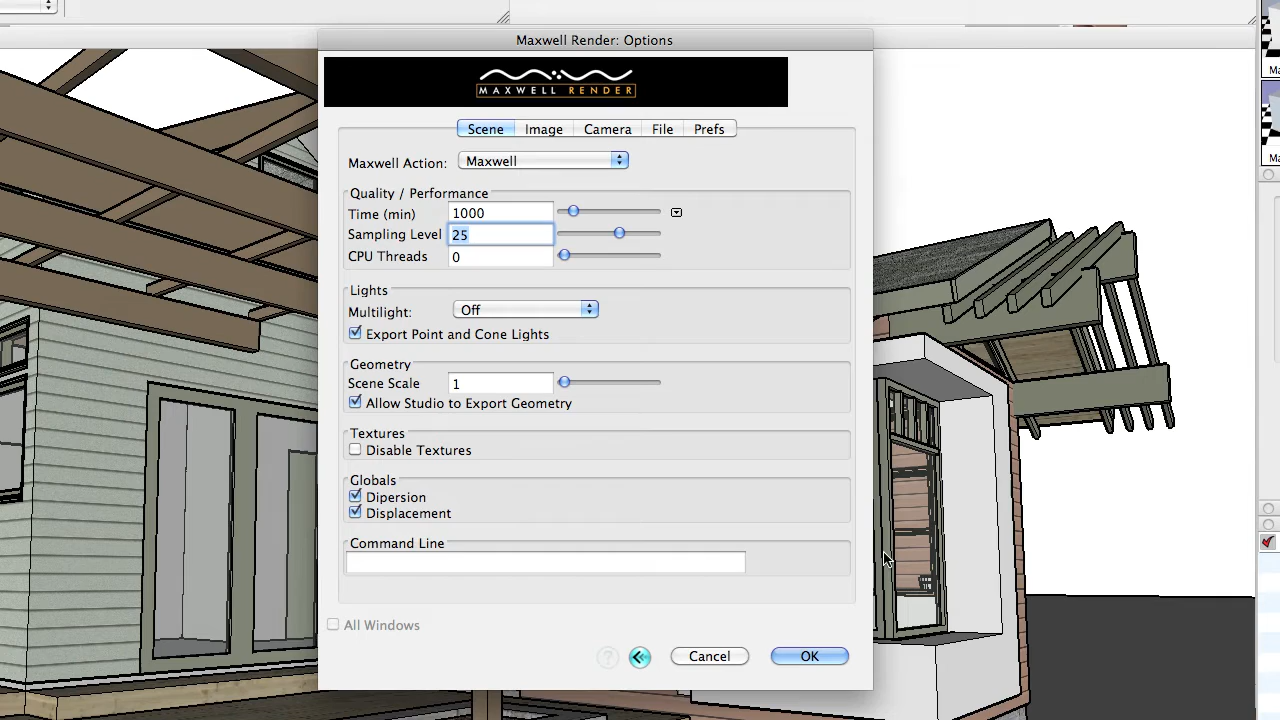 Maxwell Render: Options
MAXWELL RENDER
Scene Image Camera File Prefs
Maxwell Action: Maxwell
Quality / Performance
Time (min) 1000
Sampling Level 25
CPU Threads 0
Lights
Multilight: Off
Export Point and Cone Lights
Geometry
Scene Scale 1
Allow Studio to Export Geometry
Textures
Disable Textures
Globals
Dipersion
Displacement
Command Line
All Windows
? Cancel OK
Ma
Ma